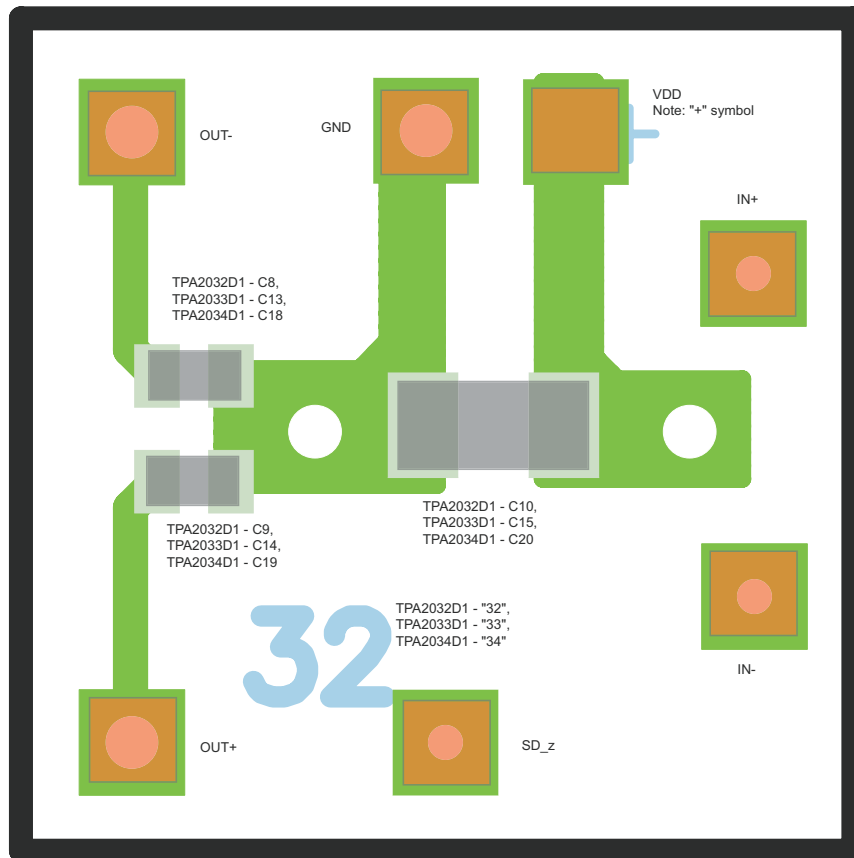 VDD
Note: "+" symbol
OUT-
GND
IN+
TPA2032D1 - C8,
TPA2033D1 - C13,
TPA2034D1 - C18
TPA2032D1 - C10,
TPA2033D1 - C15,
TPA2034D1 - C20
TPA2032D1 - C9,
TPA2033D1 - C14,
TPA2034D1 - C19
32
TPA2032D1 - "32",
TPA2033D1 - "33",
TPA2034D1 - "34"
IN-
OUT+
SD_z